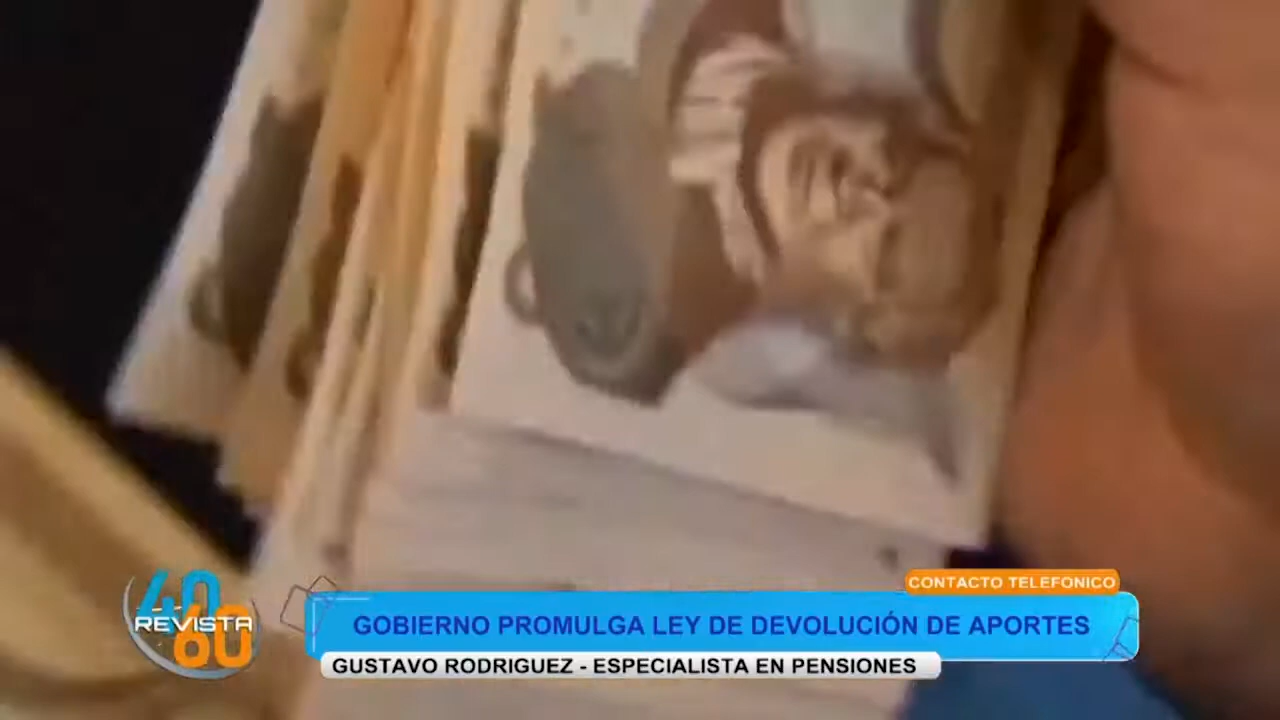 CONTACTO TELEFONICO
40
REVISTA
60
GOBIERNO PROMULGA LEY DE DEVOLUCIÓN DE APORTES
GUSTAVO RODRIGUEZ - ESPECIALISTA EN PENSIONES